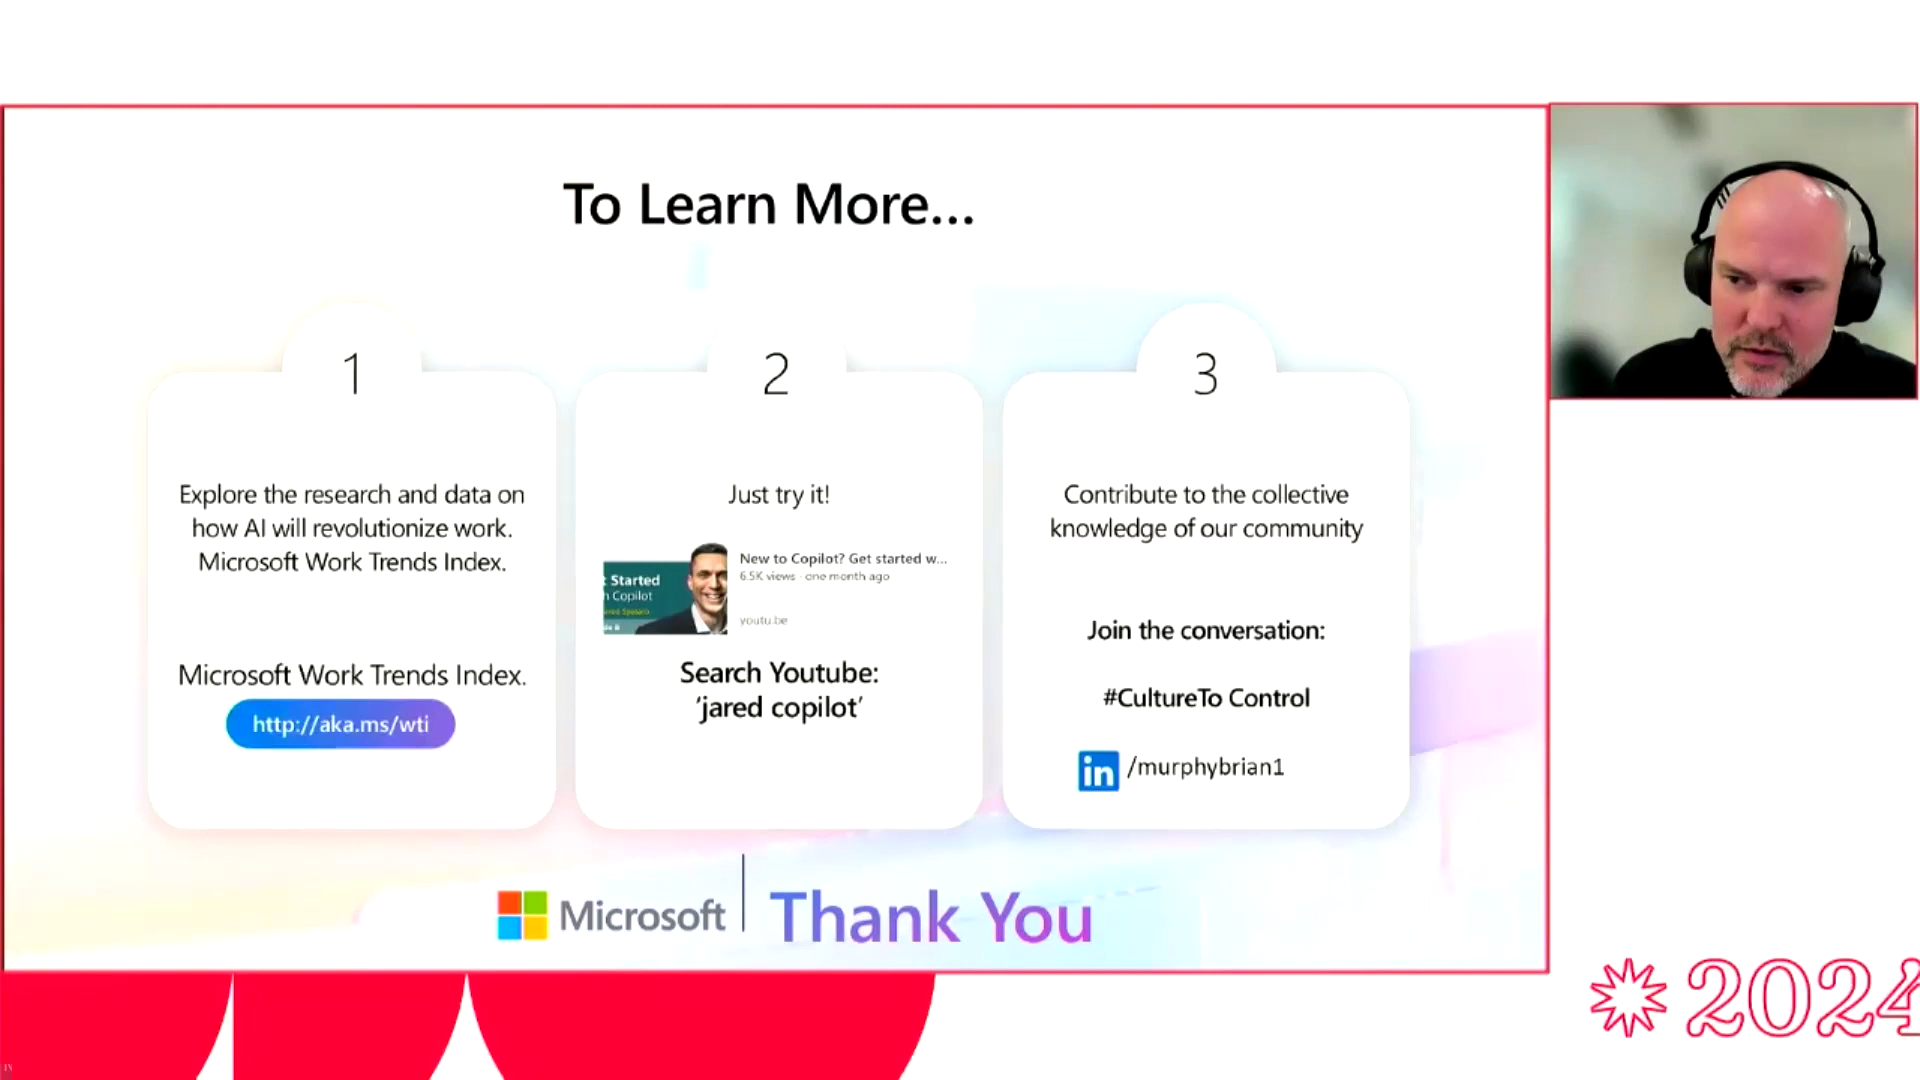 To Learn More...
1
Explore the research and data on
how AI will revolutionize work.
Microsoft Work Trends Index.
Microsoft Work Trends Index.
http://aka.ms/wti
2
Just try it!
Started
Copilot
New to Copilot? Get started w...
6.5K views · one month ago
youtu.be
Search Youtube:
'jared copilot'
3
Contribute to the collective
knowledge of our community
Join the conversation:
#CultureTo Control
in /murphybrian1
Microsoft
Thank You
2024